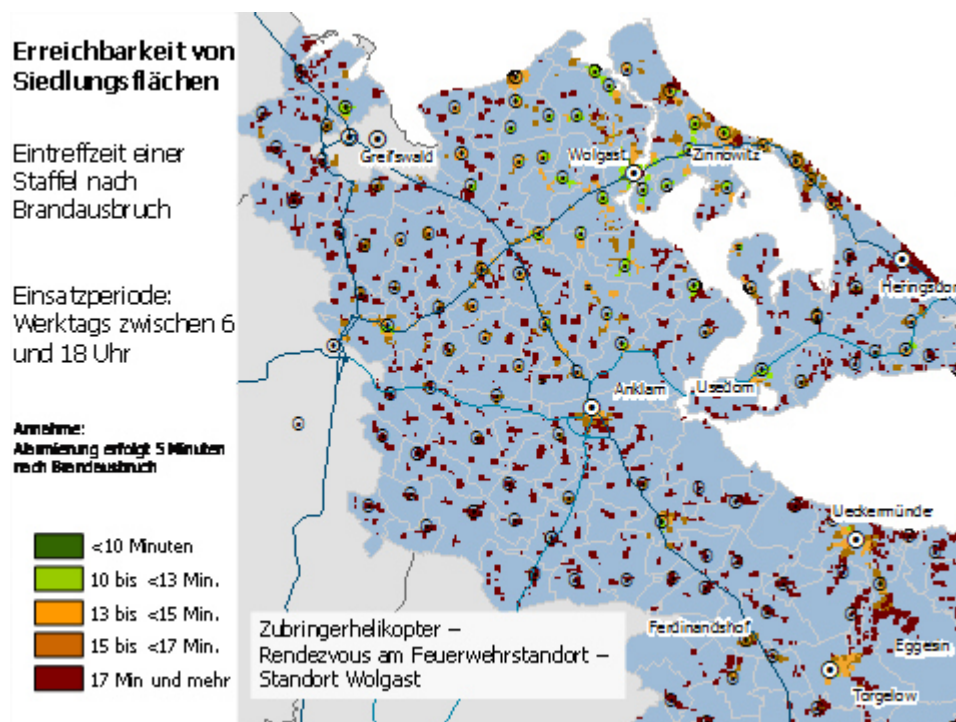 Erreichbarkeit von
Siedlungsflächen
Eintreffzeit einer
Staffel nach
Brandausbruch
Einsatzperiode:
Werktags zwischen 6
und 18 Uhr
Annahme:
Alarmierung erfolgt 5 Minuten
nach Brandausbruch
<10 Minuten
10 bis <13 Min.
13 bis <15 Min.
15 bis <17 Min.
17 Min und mehr
Greifswald
Wolgast
Zinnowitz
Heringsdorf
Anklam
Usedom
Ueckermünde
Ferdinandshof
Eggesin
Torgelow
Zubringerhelikopter –
Rendezvous am Feuerwehrstandort –
Standort Wolgast